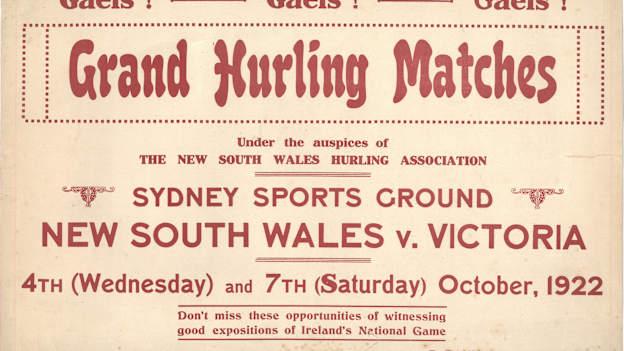 Gaels! Gaels! Gaels!
Grand Hurling Matches
Under the auspices of
THE NEW SOUTH WALES HURLING ASSOCIATION
SYDNEY SPORTS GROUND
NEW SOUTH WALES v. VICTORIA
4TH (Wednesday) and 7TH (Saturday) October, 1922
Don't miss these opportunities of witnessing
good expositions of Ireland's National Game